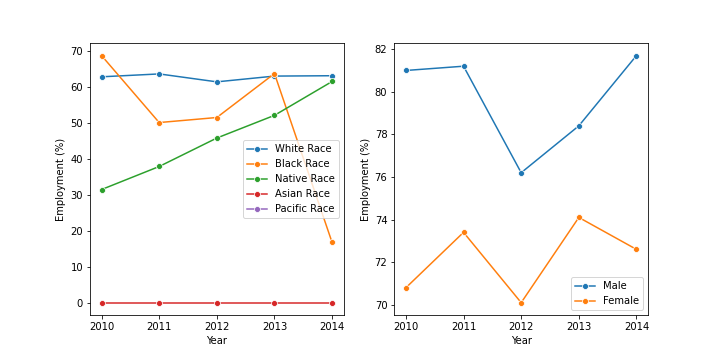 70
60
50
40
30
20
10
0
Employment (%)
2010 2011 2012 2013 2014
Year
White Race
Black Race
Native Race
Asian Race
Pacific Race
82
80
78
76
74
72
70
Employment (%)
2010 2011 2012 2013 2014
Year
Male
Female